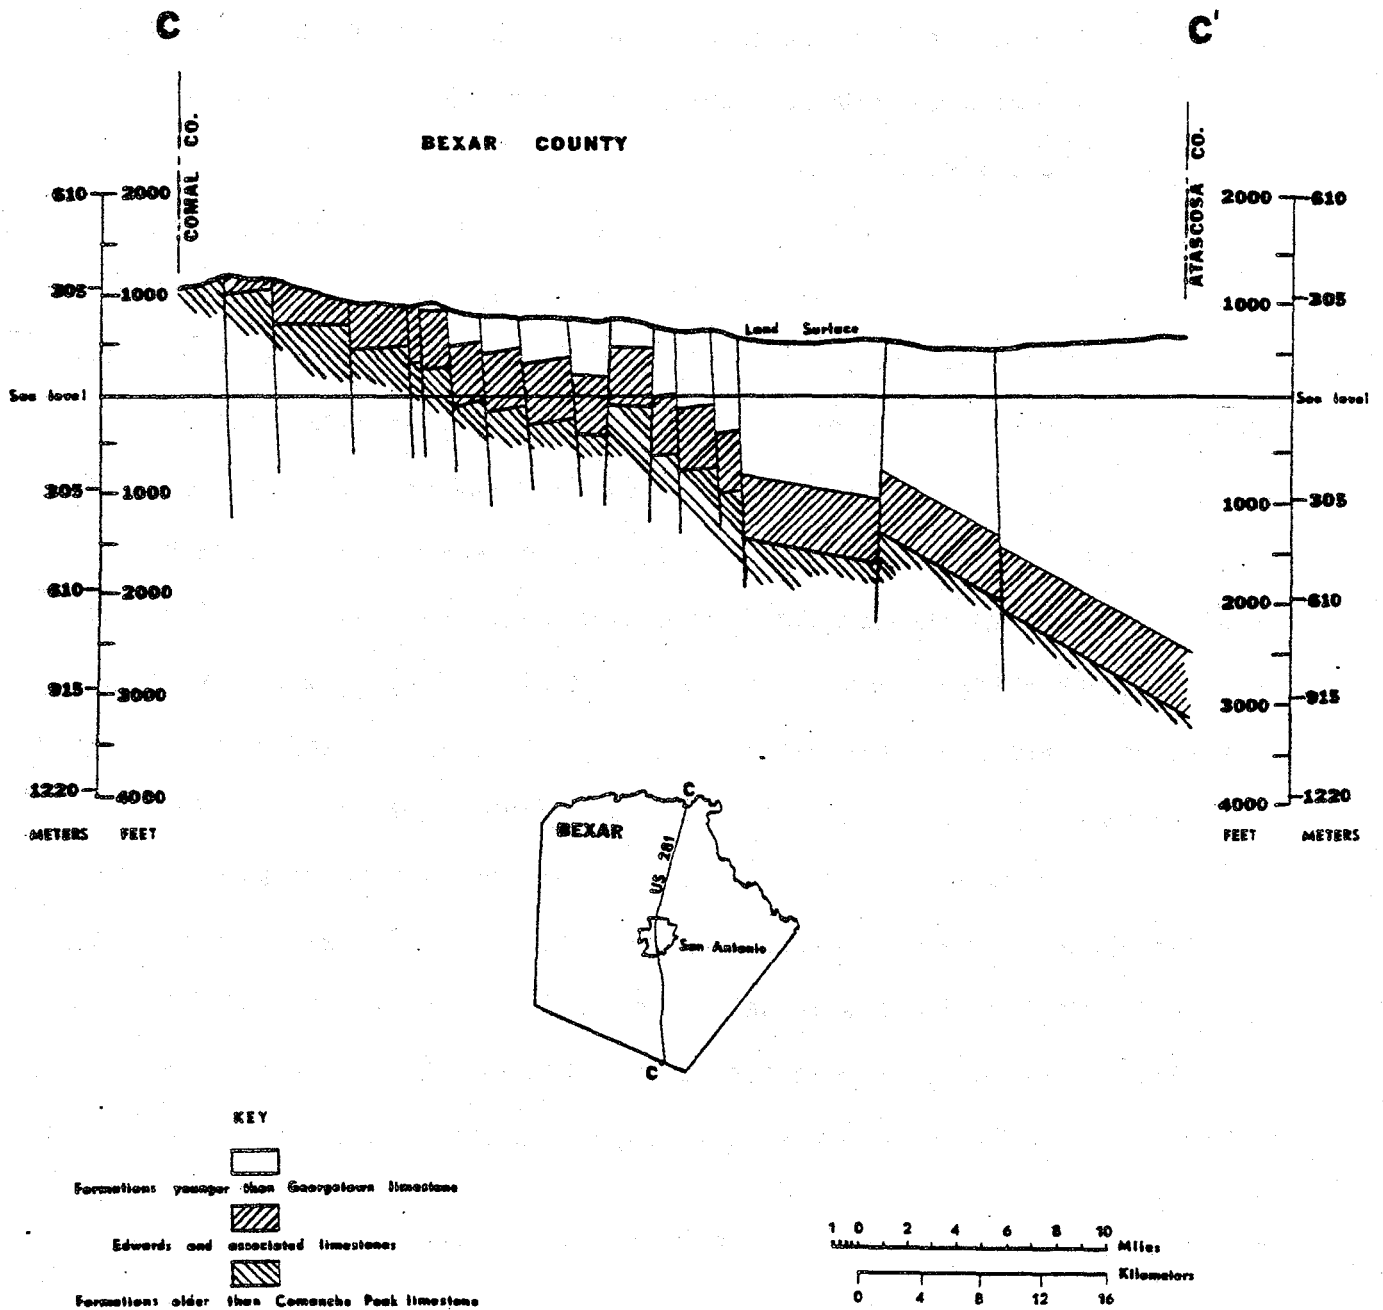 C C'
COMAL CO.
BEXAR COUNTY
ATASCOSA CO.
610 2000
305 1000
Sea level
305 1000
610 2000
915 3000
1220 4000
METERS FEET
Land Surface
2000 610
1000 305
Sea level
1000 305
2000 610
3000 915
4000 1220
FEET METERS
C
BEXAR
US 281
San Antonio
C'
KEY
Formations younger than Georgetown limestone
Edwards and associated limestones
Formations older than Comanche Peak limestone
1 0 2 4 6 8 10
Miles
Kilometers
0 4 8 12 16